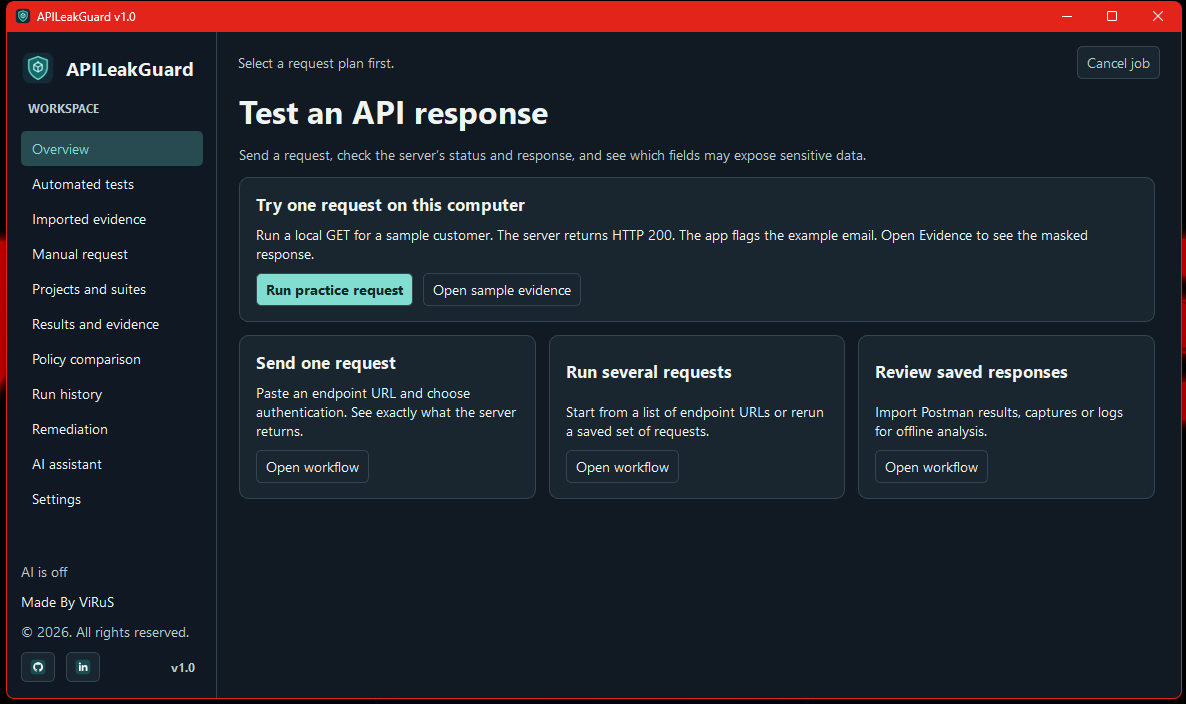 APILeakGuard v1.0
APILeakGuard
WORKSPACE
Overview
Automated tests
Imported evidence
Manual request
Projects and suites
Results and evidence
Policy comparison
Run history
Remediation
AI assistant
Settings
AI is off
Made By ViRuS
© 2026. All rights reserved.
in
v1.0
Select a request plan first.
Cancel job
Test an API response
Send a request, check the server's status and response, and see which fields may expose sensitive data.
Try one request on this computer
Run a local GET for a sample customer. The server returns HTTP 200. The app flags the example email. Open Evidence to see the masked
response.
Run practice request
Open sample evidence
Send one request
Paste an endpoint URL and choose
authentication. See exactly what the server
returns.
Open workflow
Run several requests
Start from a list of endpoint URLs or rerun
a saved set of requests.
Open workflow
Review saved responses
Import Postman results, captures or logs
for offline analysis.
Open workflow